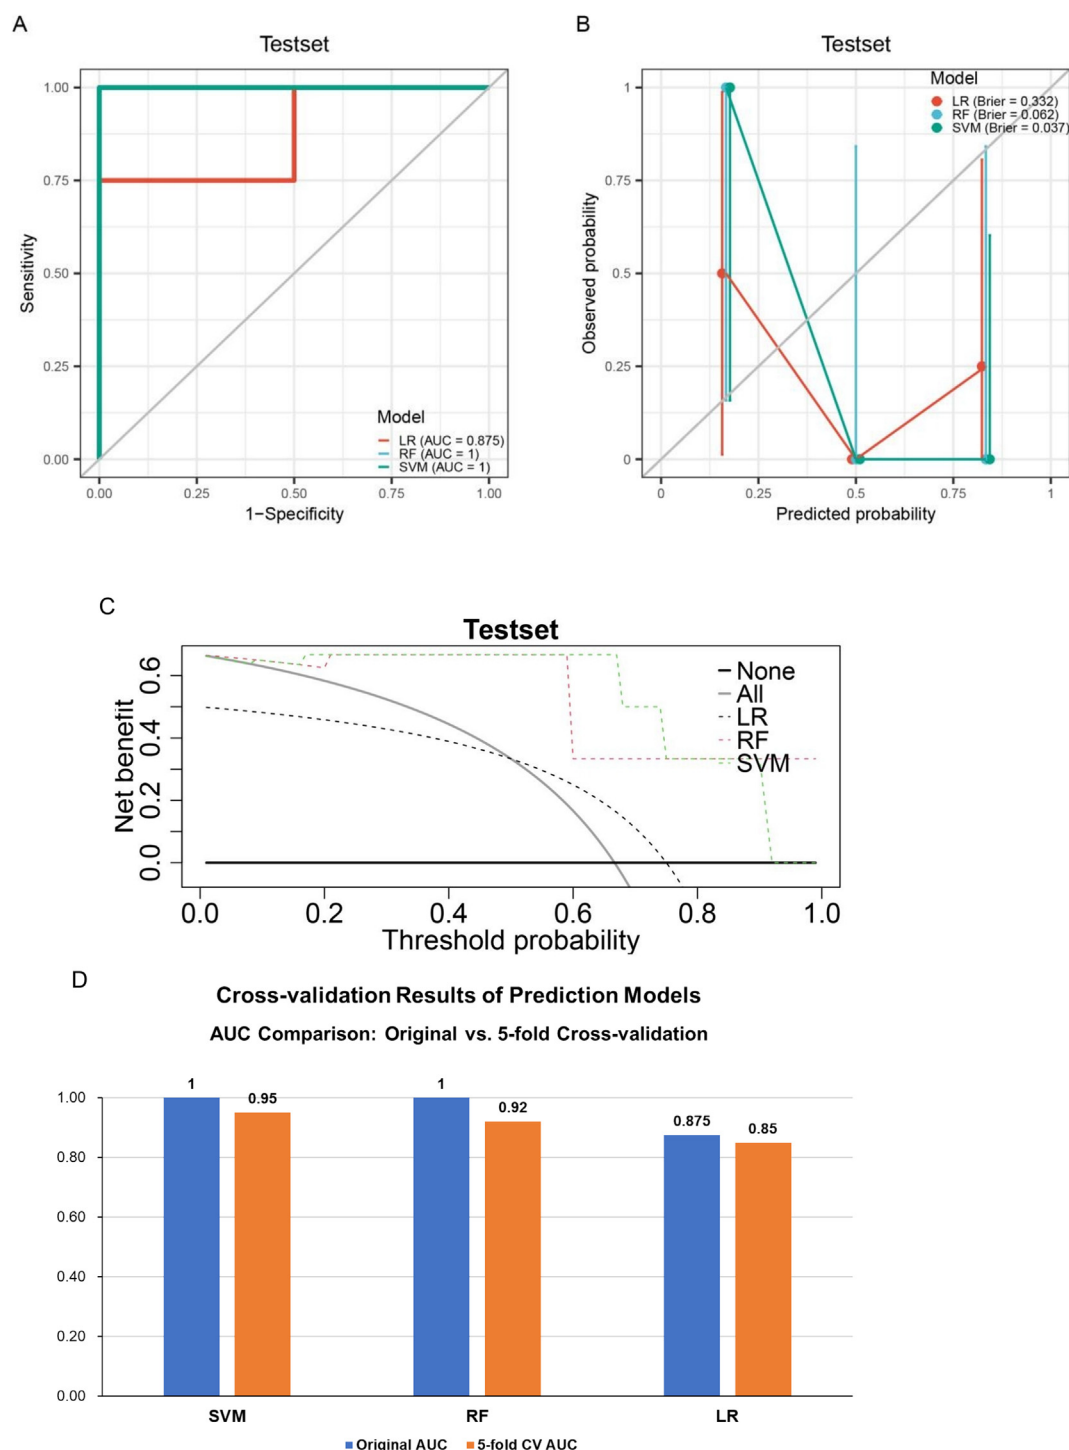 A
Testset
1.00
0.75
0.50
0.25
0.00
Sensitivity
Model
LR (AUC = 0.875)
RF (AUC = 1)
SVM (AUC = 1)
0.00 0.25 0.50 0.75 1.00
1−Specificity
B
Testset
Model
LR (Brier = 0.332)
RF (Brier = 0.062)
SVM (Brier = 0.037)
1
0.75
0.5
0.25
0
Observed probability
0 0.25 0.5 0.75 1
Predicted probability
C
Testset
0.6
0.4
0.2
0.0
Net benefit
None
All
LR
RF
SVM
0.0 0.2 0.4 0.6 0.8 1.0
Threshold probability
D
Cross-validation Results of Prediction Models
AUC Comparison: Original vs. 5-fold Cross-validation
1 0.95 1 0.92 0.875 0.85
1.00
0.80
0.60
0.40
0.20
0.00
SVM RF LR
Original AUC 5-fold CV AUC